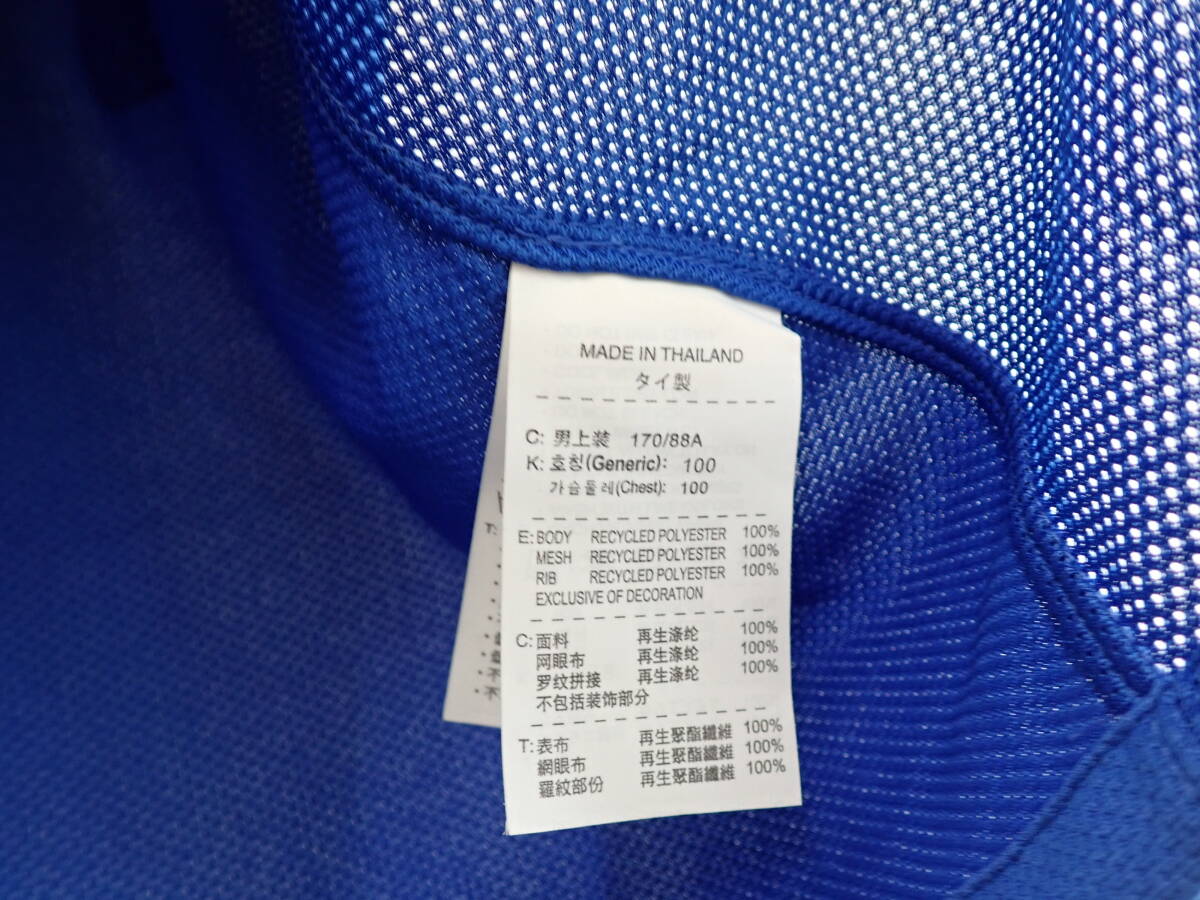 MADE IN THAILAND
タイ製
C: 男上装 170/88A
K: 호칭(Generic): 100
가슴둘레(Chest): 100
E: BODY RECYCLED POLYESTER 100%
MESH RECYCLED POLYESTER 100%
RIB RECYCLED POLYESTER 100%
EXCLUSIVE OF DECORATION
C: 面料 再生涤纶 100%
网眼布 再生涤纶 100%
罗纹拼接 再生涤纶 100%
不包括装饰部分
T: 表布 再生聚酯纖維 100%
網眼布 再生聚酯纖維 100%
羅紋部份 再生聚酯纖維 100%
T: